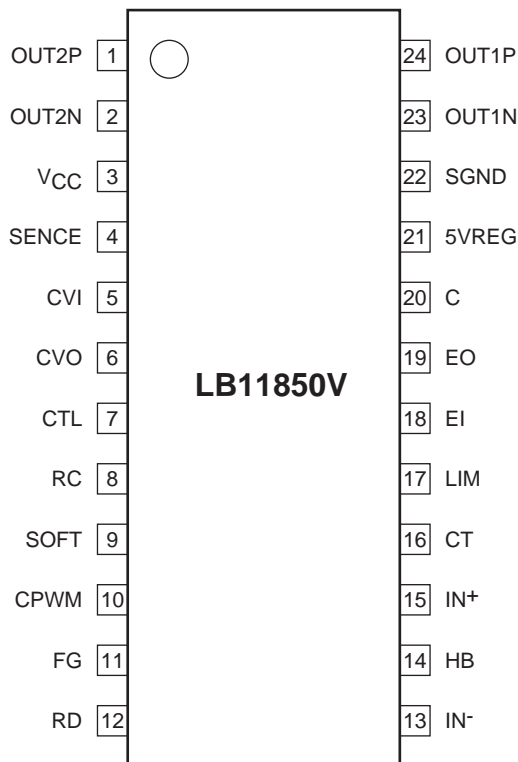 OUT2P 1 24 OUT1P
OUT2N 2 23 OUT1N
VCC 3 22 SGND
SENCE 4 21 5VREG
CVI 5 20 C
CVO 6 19 EO
LB11850V
CTL 7 18 EI
RC 8 17 LIM
SOFT 9 16 CT
CPWM 10 15 IN+
FG 11 14 HB
RD 12 13 IN-